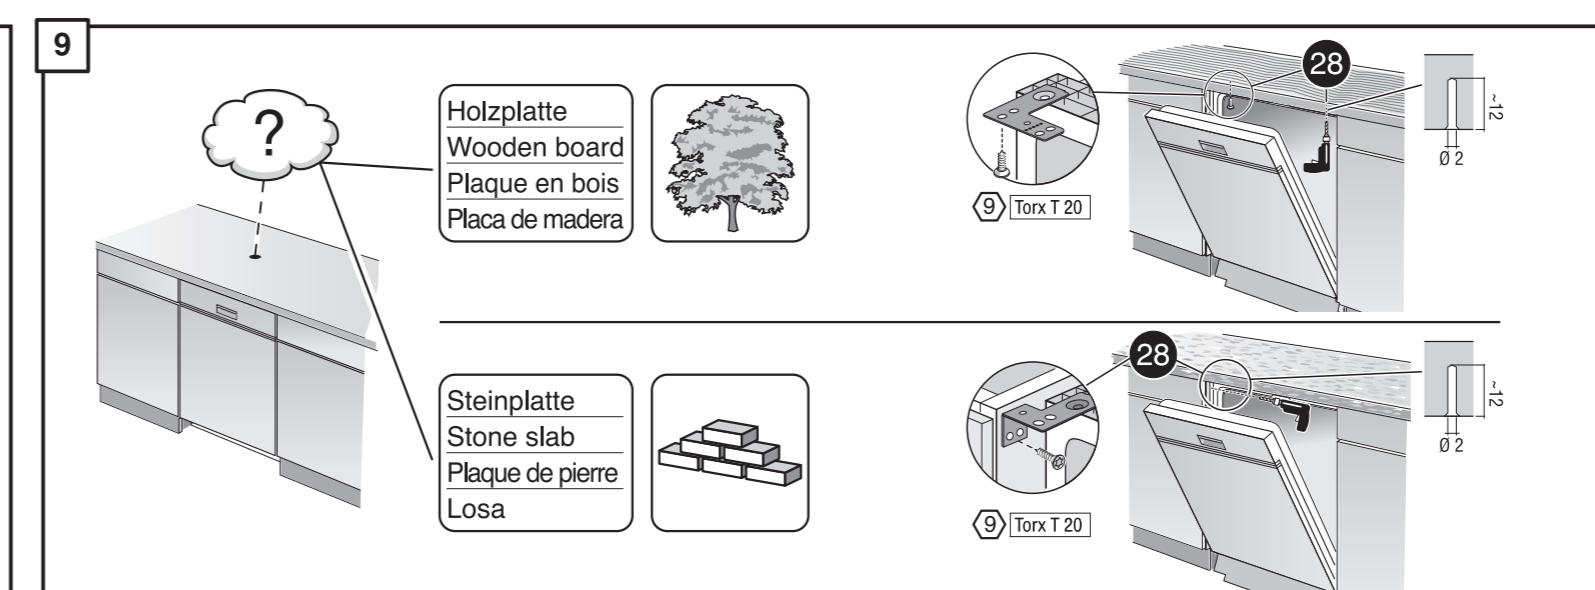 9
?
Holzplatte
Wooden board
Plaque en bois
Placa de madera
28
~12
Ø 2
9 Torx T 20
Steinplatte
Stone slab
Plaque de pierre
Losa
28
~12
Ø 2
9 Torx T 20